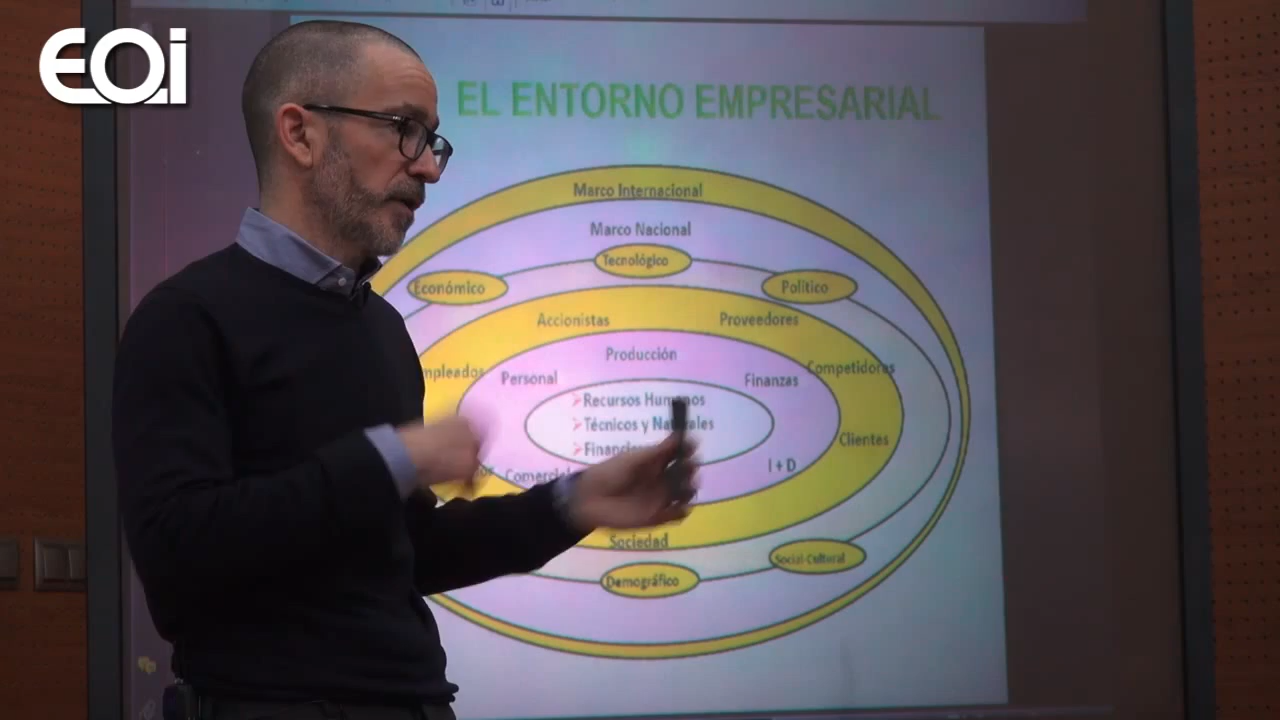 EOi
EL ENTORNO EMPRESARIAL
Marco Internacional
Marco Nacional
Tecnológico
Económico
Político
Accionistas
Proveedores
Producción
Competidores
Personal
Finanzas
Recursos Humanos
Técnicos y Naturales
Clientes
I + D
Sociedad
Social-Cultural
Demográfico